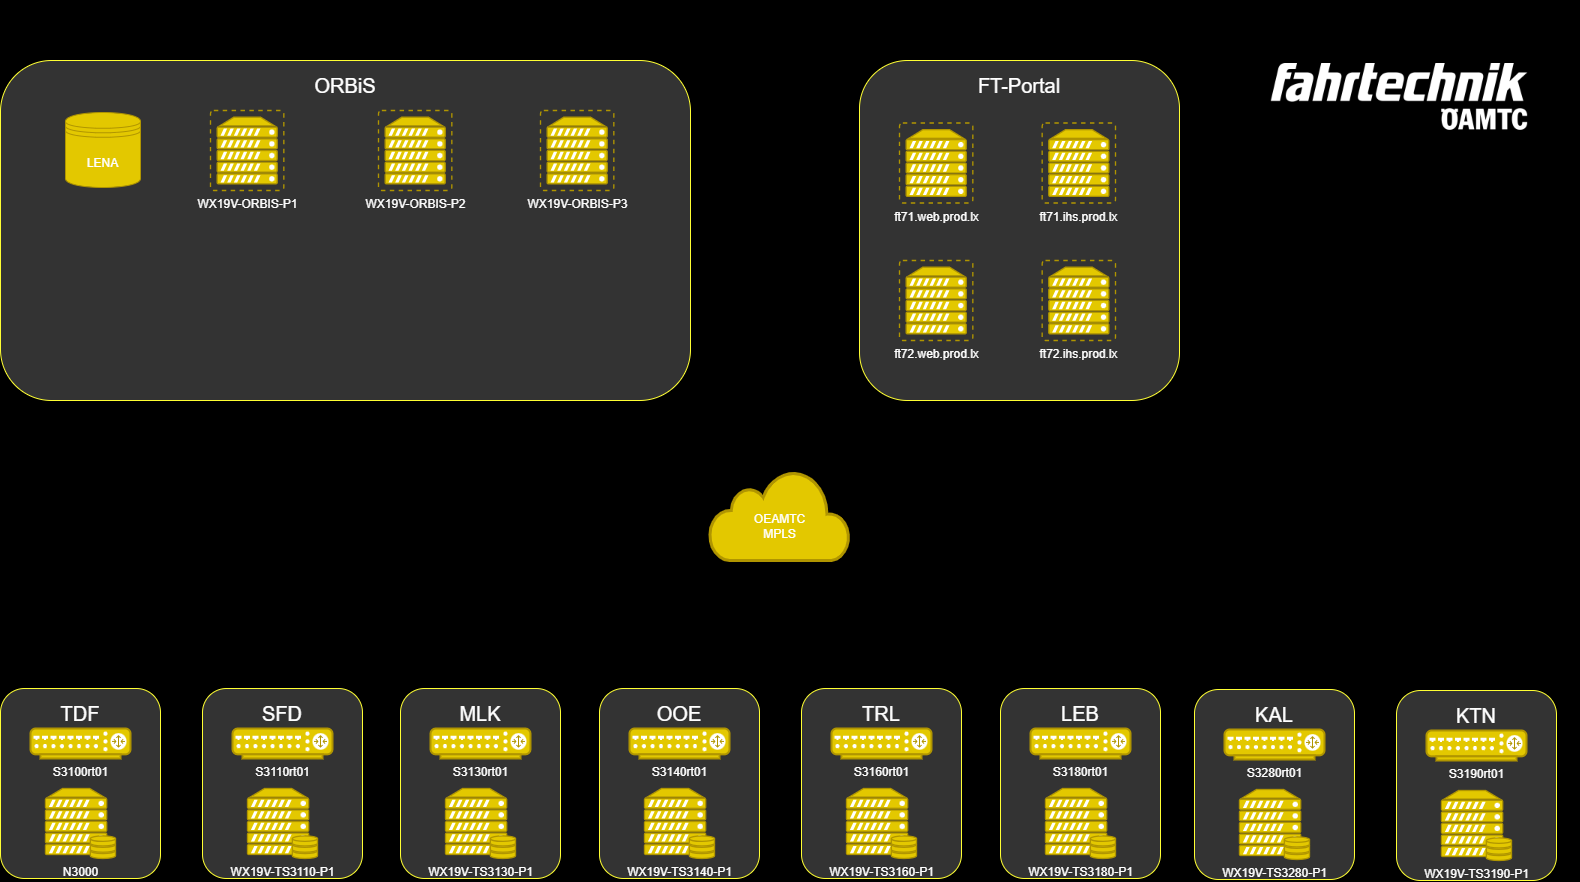 ORBiS
FT-Portal
fahrtechnik
ÖAMTC
LENA
WX19V-ORBIS-P1
WX19V-ORBIS-P2
WX19V-ORBIS-P3
ft71.web.prod.lx
ft71.ihs.prod.lx
ft72.web.prod.lx
ft72.ihs.prod.lx
OEAMTC
MPLS
TDF
S3100rt01
N3000
SFD
S3110rt01
WX19V-TS3110-P1
MLK
S3130rt01
WX19V-TS3130-P1
OOE
S3140rt01
WX19V-TS3140-P1
TRL
S3160rt01
WX19V-TS3160-P1
LEB
S3180rt01
WX19V-TS3180-P1
KAL
S3280rt01
WX19V-TS3280-P1
KTN
S3190rt01
WX19V-TS3190-P1